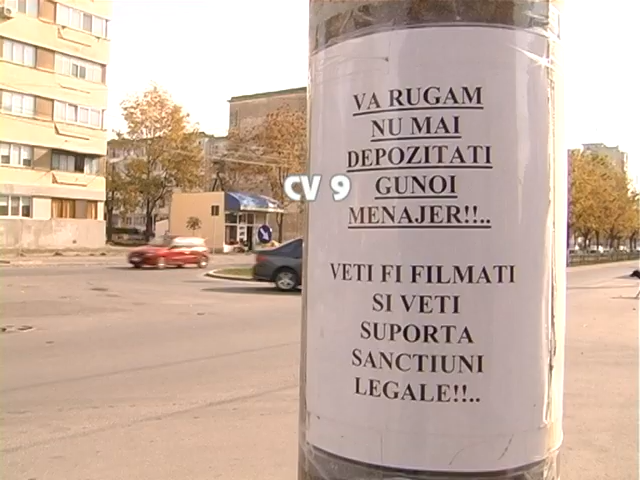 VA RUGAM
NU MAI
DEPOZITATI
GUNOI
MENAJER!!..
VETI FI FILMATI
SI VETI
SUPORTA
SANCTIUNI
LEGALE!!..
CV 9